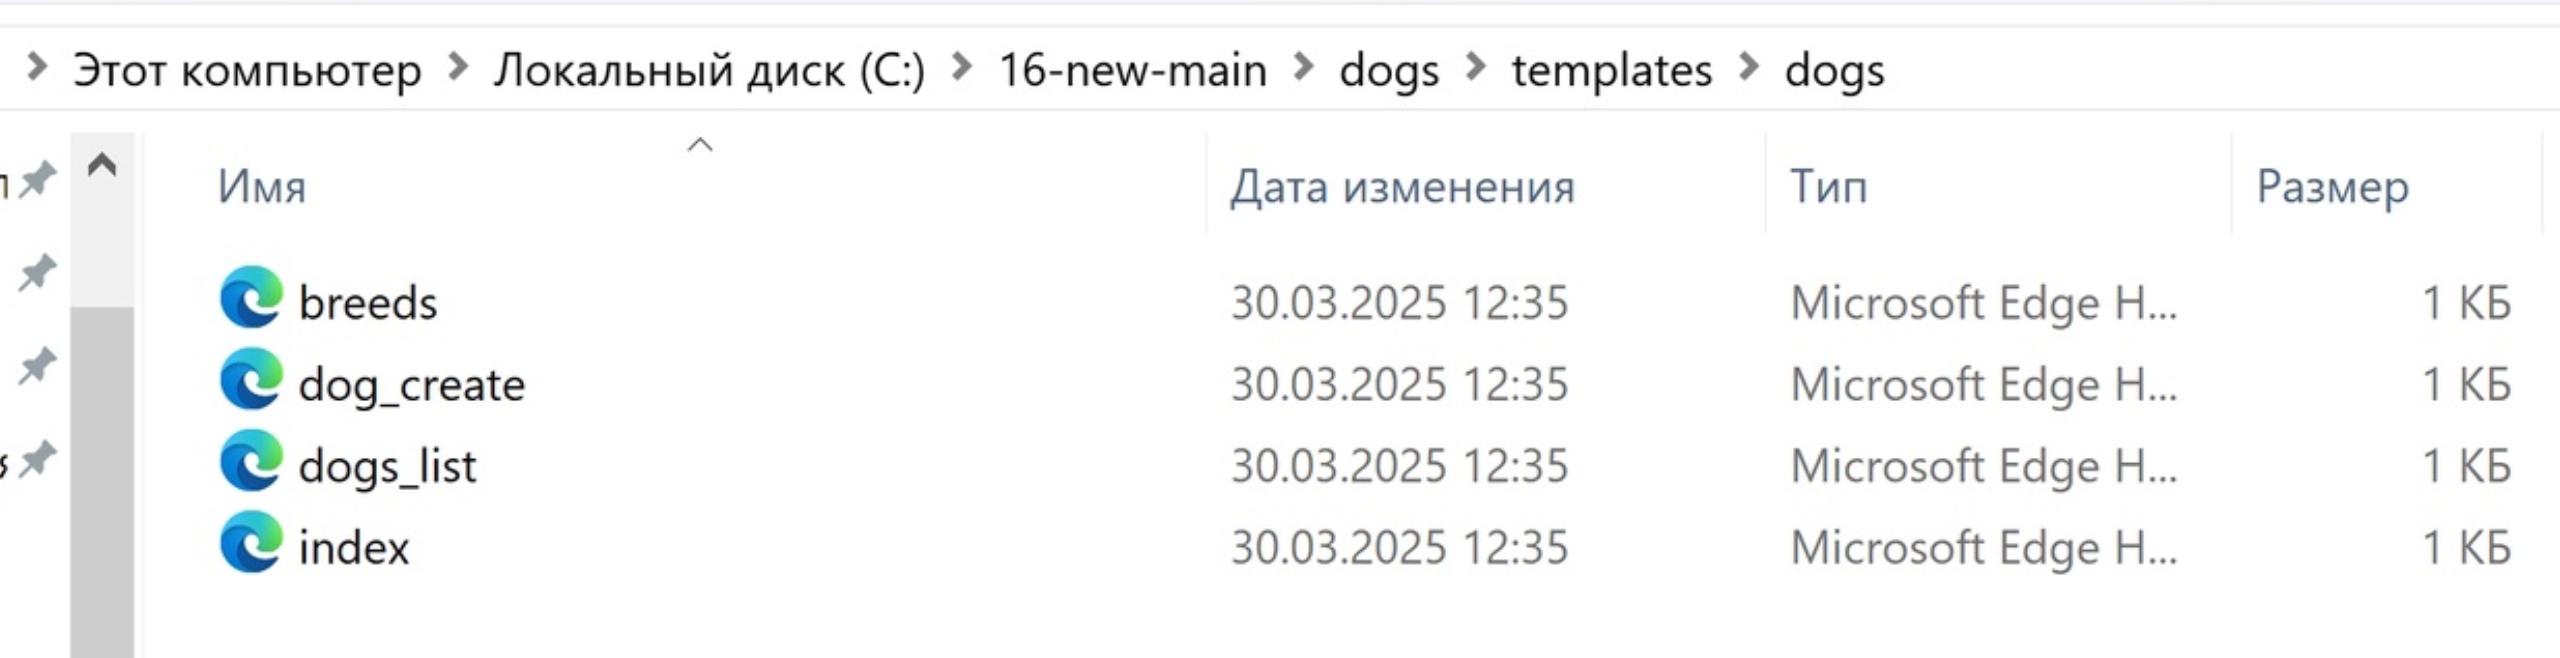 Этот компьютер > Локальный диск (C:) > 16-new-main > dogs > templates > dogs
Имя Дата изменения Тип Размер
breeds 30.03.2025 12:35 Microsoft Edge H... 1 КБ
dog_create 30.03.2025 12:35 Microsoft Edge H... 1 КБ
dogs_list 30.03.2025 12:35 Microsoft Edge H... 1 КБ
index 30.03.2025 12:35 Microsoft Edge H... 1 КБ